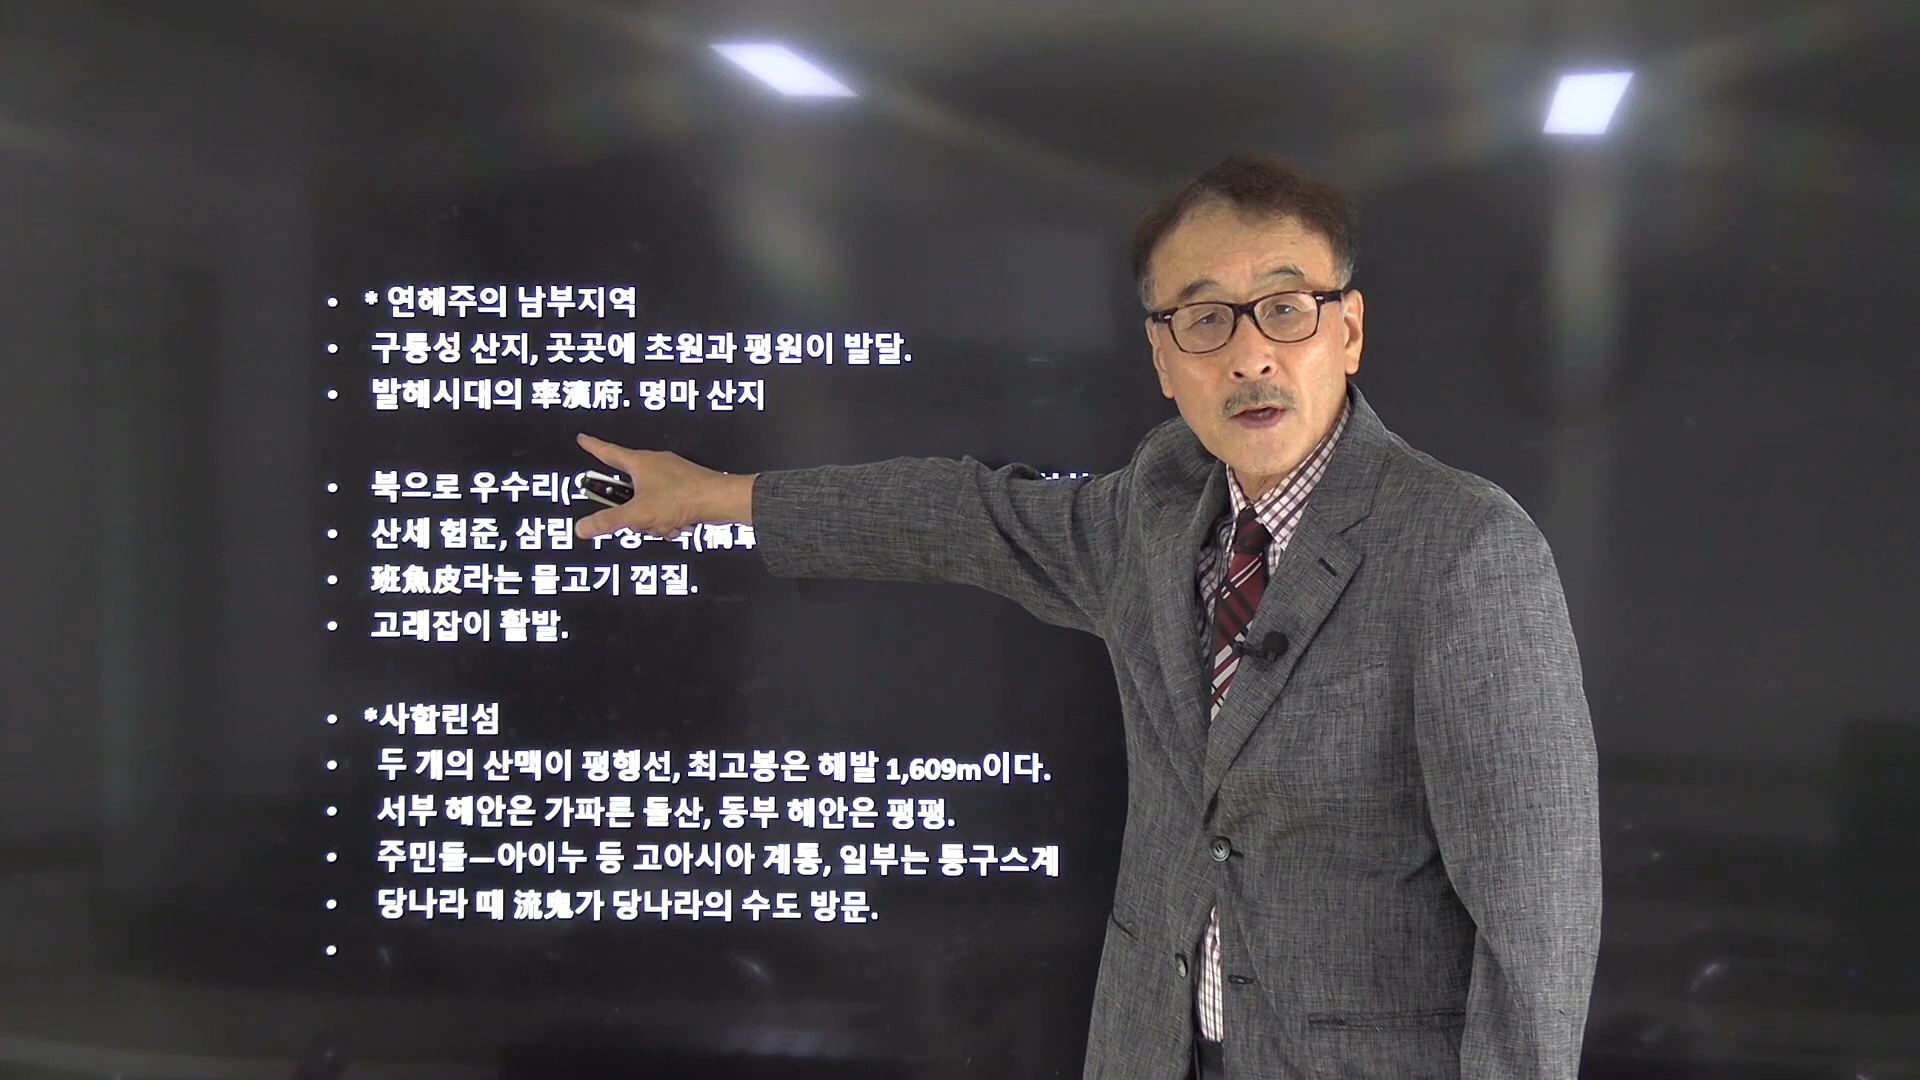 * 연해주의 남부지역
구릉성 산지, 곳곳에 초원과 평원이 발달.
발해시대의 率濱府. 명마 산지
북으로 우수리
산세 험준, 삼림
班魚皮라는 물고기 껍질.
고래잡이 활발.
*사할린섬
두 개의 산맥이 평행선, 최고봉은 해발 1,609m이다.
서부 해안은 가파른 돌산, 동부 해안은 평평.
주민들—아이누 등 고아시아 계통, 일부는 퉁구스계
당나라 때 流鬼가 당나라의 수도 방문.